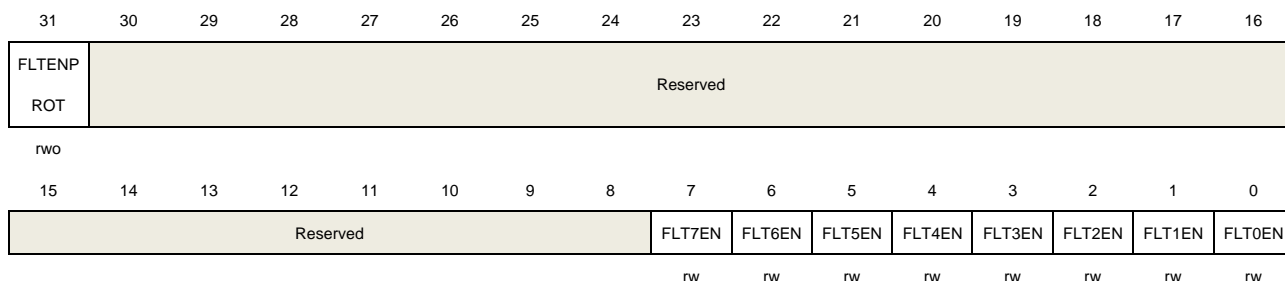 31 30 29 28 27 26 25 24 23 22 21 20 19 18 17 16
FLTENP
ROT
Reserved
rwo
15 14 13 12 11 10 9 8 7 6 5 4 3 2 1 0
Reserved FLT7EN FLT6EN FLT5EN FLT4EN FLT3EN FLT2EN FLT1EN FLT0EN
rw rw rw rw rw rw rw rw